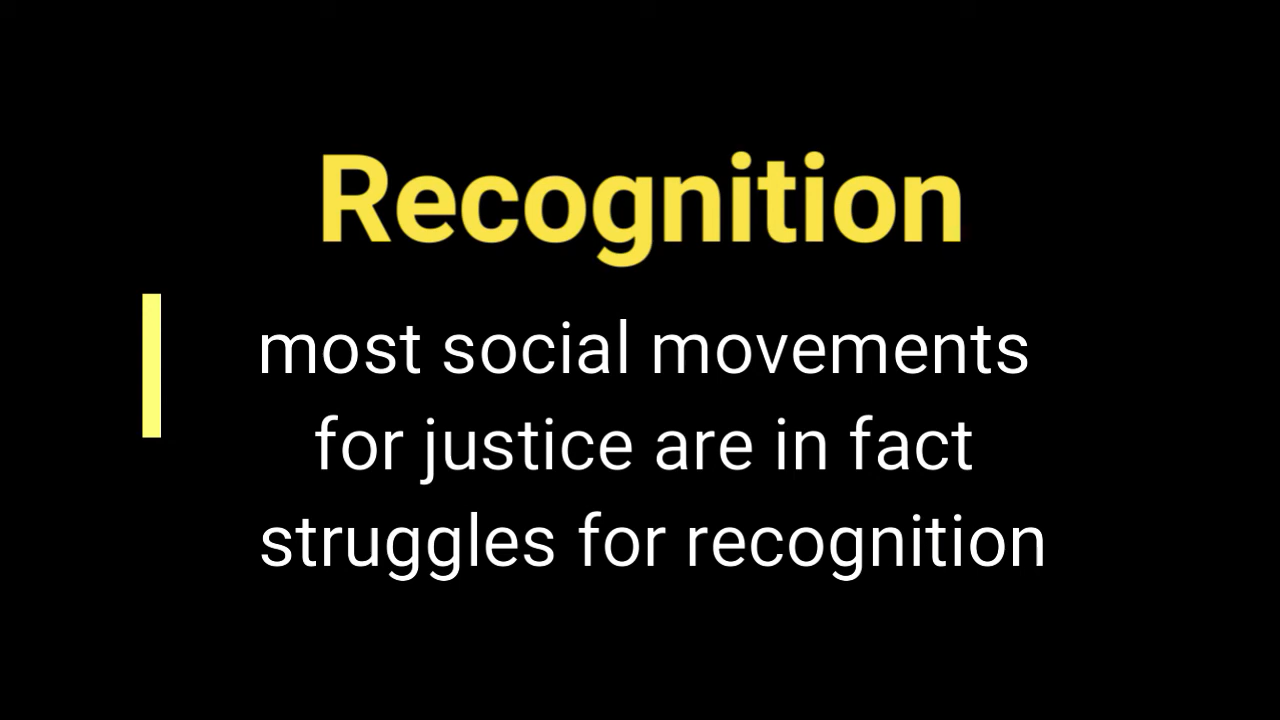 Recognition
most social movements
for justice are in fact
struggles for recognition